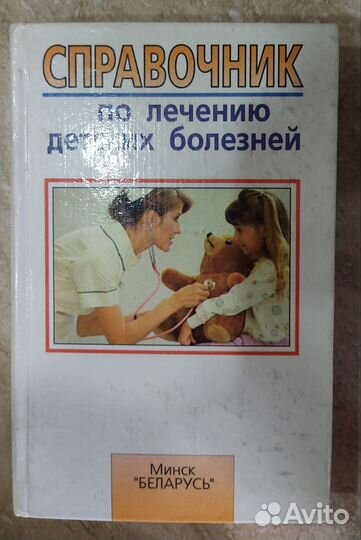 СПРАВОЧНИК
по лечению
детских болезней
Минск
"БЕЛАРУСЬ"
Avito